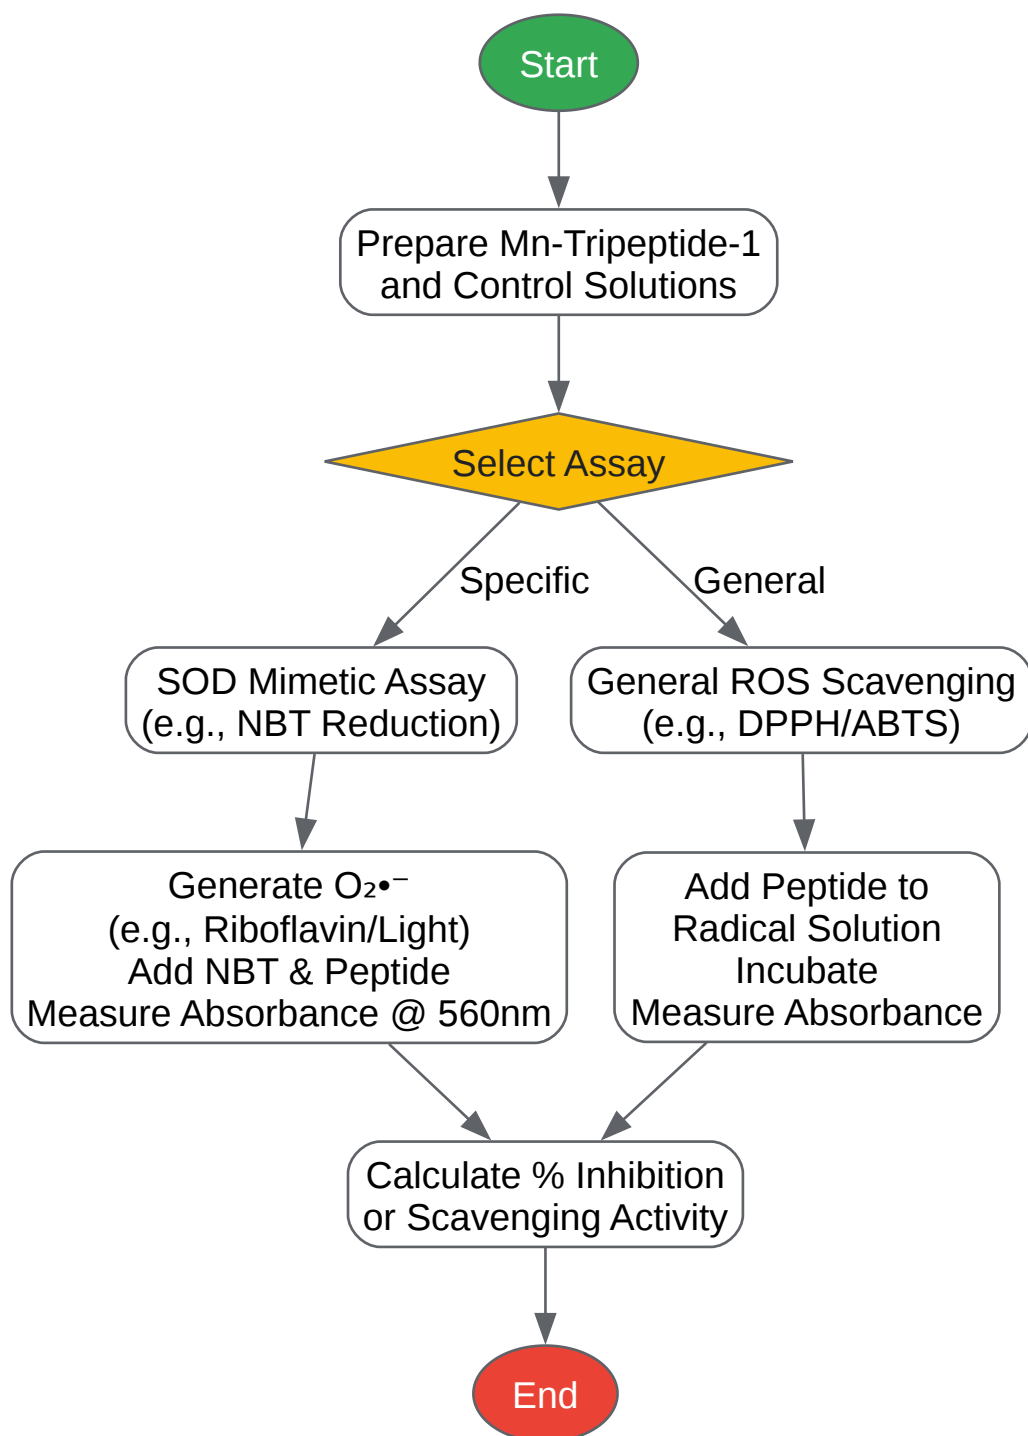 Start
Prepare Mn-Tripeptide-1
and Control Solutions
Select Assay
Specific
General
SOD Mimetic Assay
(e.g., NBT Reduction)
General ROS Scavenging
(e.g., DPPH/ABTS)
Generate O₂•⁻
(e.g., Riboflavin/Light)
Add NBT & Peptide
Measure Absorbance @ 560nm
Add Peptide to
Radical Solution
Incubate
Measure Absorbance
Calculate % Inhibition
or Scavenging Activity
End